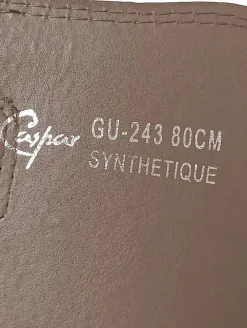 Caspar GU-243 80CM
SYNTHETIQUE